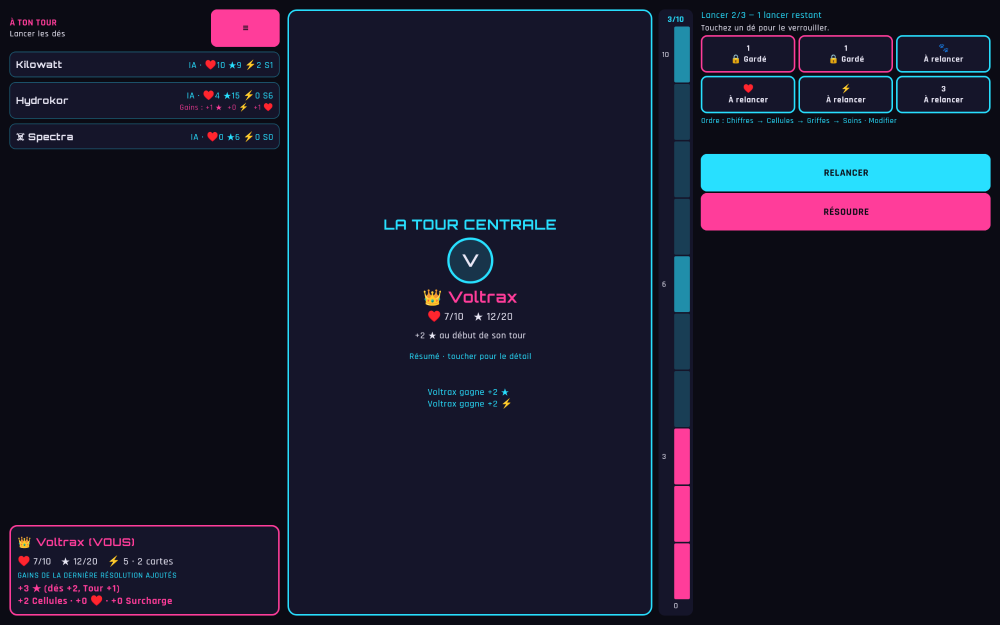 À TON TOUR
Lancer les dés
≡
Kilowatt
IA · ❤️10 ★9 ⚡2 S1
Hydrokor
IA · ❤️4 ★15 ⚡0 S6
Gains : +1 ★ +0 ⚡ +1 ❤️
☠ Spectra
IA · ❤️0 ★6 ⚡0 S0
👑 Voltrax (VOUS)
❤️ 7/10 ★ 12/20 ⚡ 5 · 2 cartes
GAINS DE LA DERNIÈRE RÉSOLUTION AJOUTÉS
+3 ★ (dés +2, Tour +1)
+2 Cellules · +0 ❤️ · +0 Surcharge
LA TOUR CENTRALE
V
👑 Voltrax
❤️ 7/10 ★ 12/20
+2 ★ au début de son tour
Résumé · toucher pour le détail
Voltrax gagne +2 ★
Voltrax gagne +2 ⚡
3/10
10
6
3
0
Lancer 2/3 — 1 lancer restant
Touchez un dé pour le verrouiller.
1
🔒 Gardé
1
🔒 Gardé
🐾
À relancer
❤️
À relancer
⚡
À relancer
3
À relancer
Ordre : Chiffres → Cellules → Griffes → Soins · Modifier
RELANCER
RÉSOUDRE